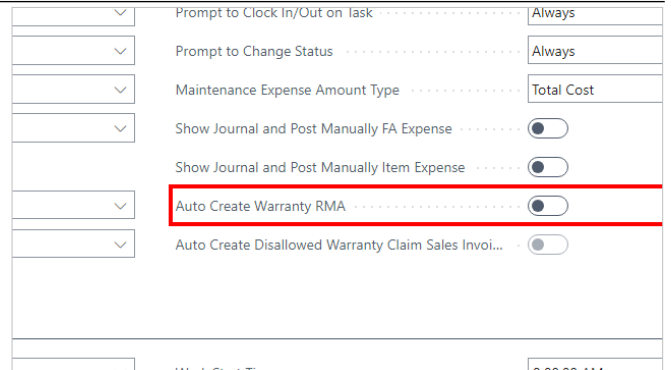 Prompt to Clock In/Out on Task Always
Prompt to Change Status Always
Maintenance Expense Amount Type Total Cost
Show Journal and Post Manually FA Expense
Show Journal and Post Manually Item Expense
Auto Create Warranty RMA
Auto Create Disallowed Warranty Claim Sales Invoi...